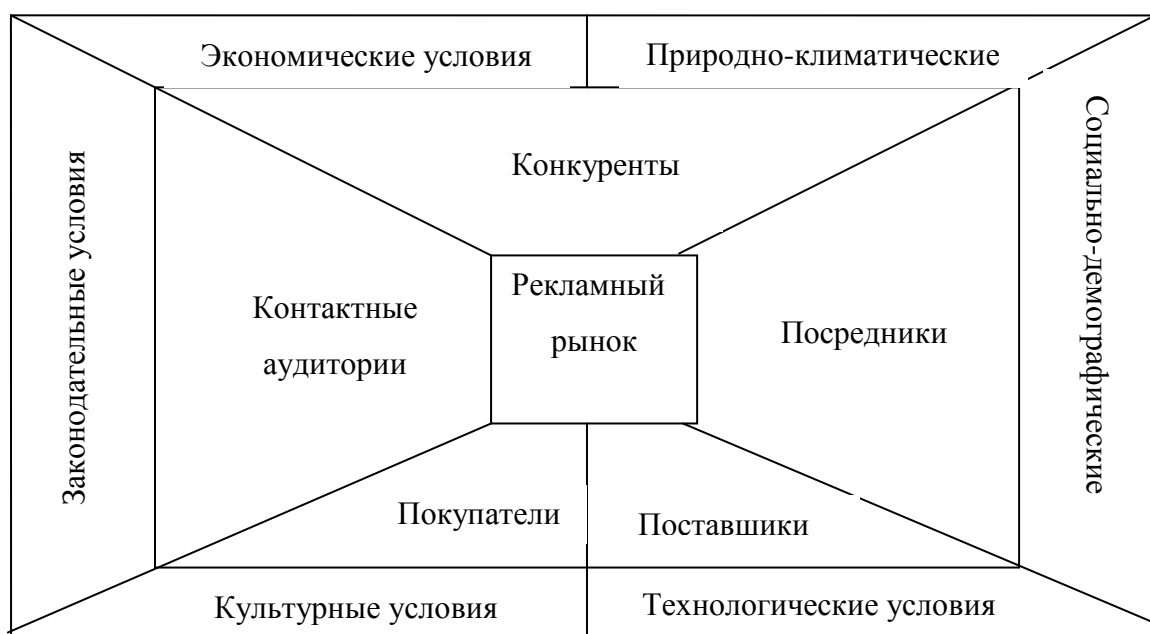 Экономические условия
Природно-климатические
Законодательные условия
Конкуренты
Социально-демографические
Контактные
аудитории
Рекламный
рынок
Посредники
Покупатели
Поставшики
Культурные условия
Технологические условия